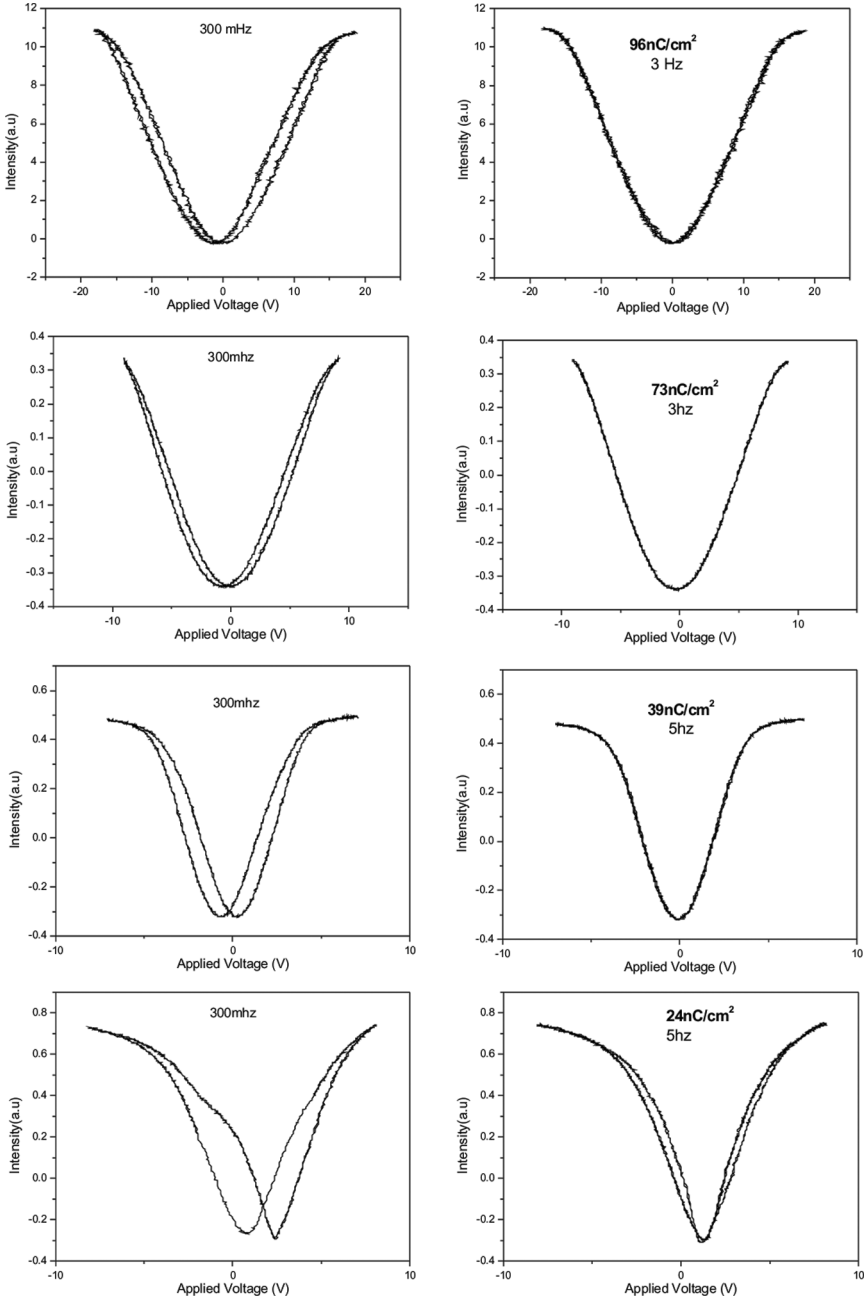 300 mHz
12
10
8
6
4
2
0
-2
Intensity(a.u)
-20 -10 0 10 20
Applied Voltage (V)
96nC/cm²
3 Hz
12
10
8
6
4
2
0
-2
Intensity (a.u)
-20 -10 0 10 20
Applied Voltage (V)
300mhz
0.4
0.3
0.2
0.1
0.0
-0.1
-0.2
-0.3
-0.4
Intensity(a.u)
-10 0 10
Applied Voltage (V)
73nC/cm²
3hz
0.4
0.3
0.2
0.1
0.0
-0.1
-0.2
-0.3
-0.4
Intensity(a.u)
-10 0 10
Applied Voltage (V)
300mhz
0.6
0.4
0.2
0.0
-0.2
-0.4
Intensity(a.u)
-10 0 10
Applied Voltage (V)
39nC/cm²
5hz
0.6
0.4
0.2
0.0
-0.2
-0.4
Intensity(a.u)
-10 0 10
Applied Voltage (V)
300mhz
0.8
0.6
0.4
0.2
0.0
-0.2
-0.4
Intensity(a.u)
-10 0 10
Applied Voltage (V)
24nC/cm²
5hz
0.8
0.6
0.4
0.2
0.0
-0.2
-0.4
Intensity(a.u)
-10 0 10
Applied Voltage (V)